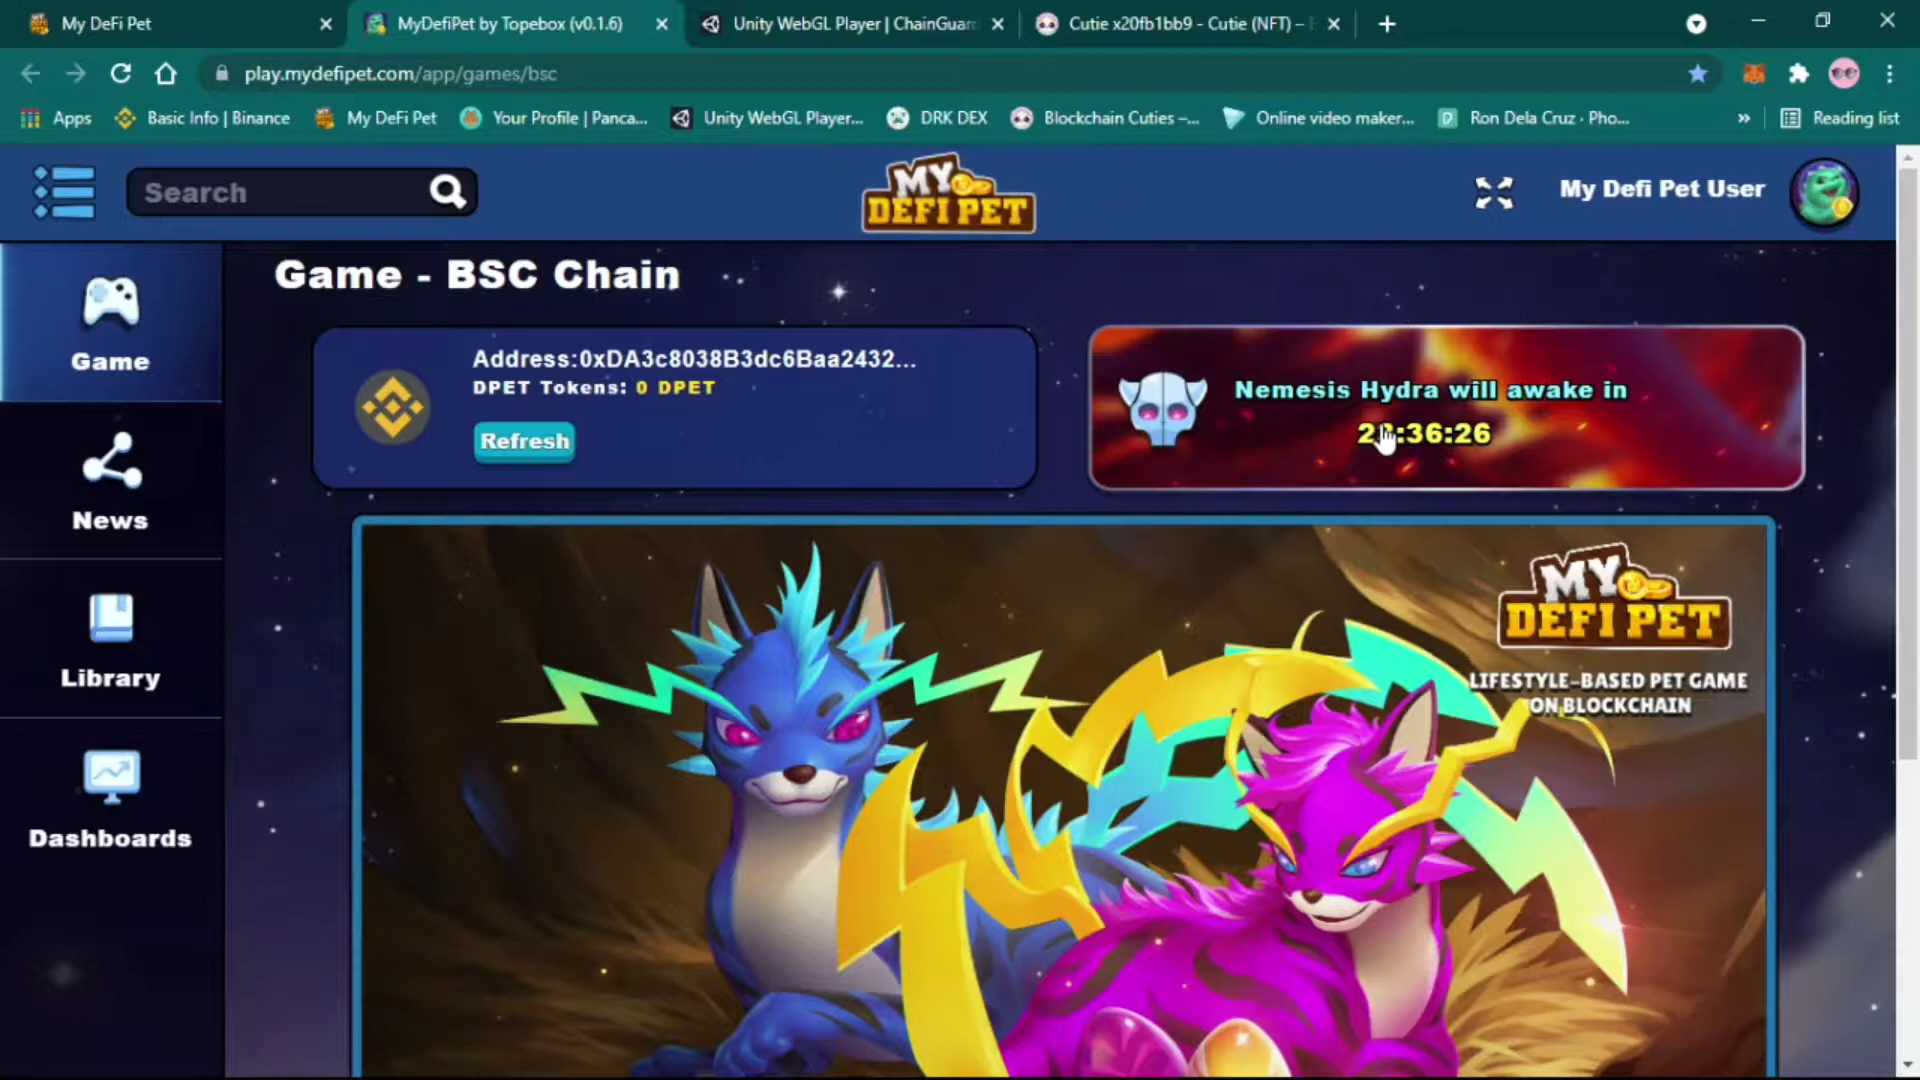 My DeFi Pet
MyDefiPet by Topebox (v0.1.6)
Unity WebGL Player | ChainGuar
Cutie x20fb1bb9 - Cutie (NFT) –
play.mydefipet.com/app/games/bsc
Apps
Basic Info | Binance
My DeFi Pet
Your Profile | Panca...
Unity WebGL Player...
DRK DEX
Blockchain Cuties –...
Online video maker...
Ron Dela Cruz · Pho...
»
Reading list
Search
MY
DEFI PET
My Defi Pet User
Game
News
Library
Dashboards
Game - BSC Chain
Address:0xDA3c8038B3dc6Baa2432...
DPET Tokens: 0 DPET
Refresh
Nemesis Hydra will awake in
:36:26
MY
DEFI PET
LIFESTYLE-BASED PET GAME
ON BLOCKCHAIN